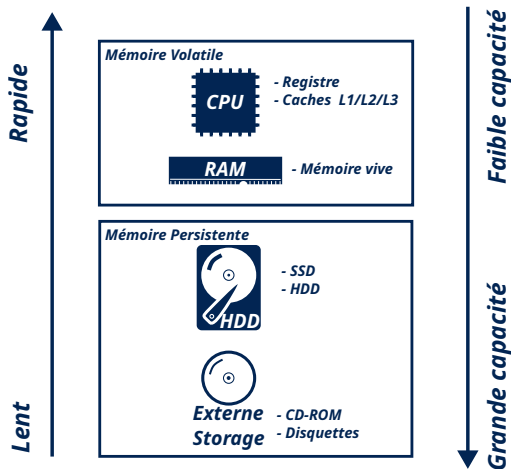 Rapide
Lent
Mémoire Volatile
CPU
- Registre
- Caches L1/L2/L3
RAM
- Mémoire vive
Mémoire Persistente
HDD
- SSD
- HDD
Externe
Storage
- CD-ROM
- Disquettes
Faible capacité
Grande capacité